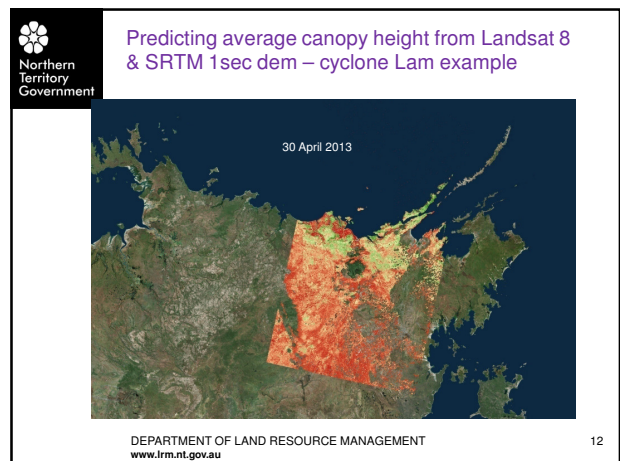 Northern
Territory
Government
Predicting average canopy height from Landsat 8
& SRTM 1sec dem – cyclone Lam example
30 April 2013
DEPARTMENT OF LAND RESOURCE MANAGEMENT
www.lrm.nt.gov.au
12